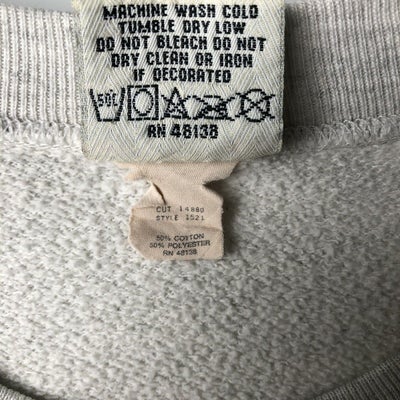 MACHINE WASH COLD
TUMBLE DRY LOW
DO NOT BLEACH DO NOT
DRY CLEAN OR IRON
IF DECORATED
RN 48138
CUT 14880
STYLE 1521
50% COTTON
50% POLYESTER
RN 48138